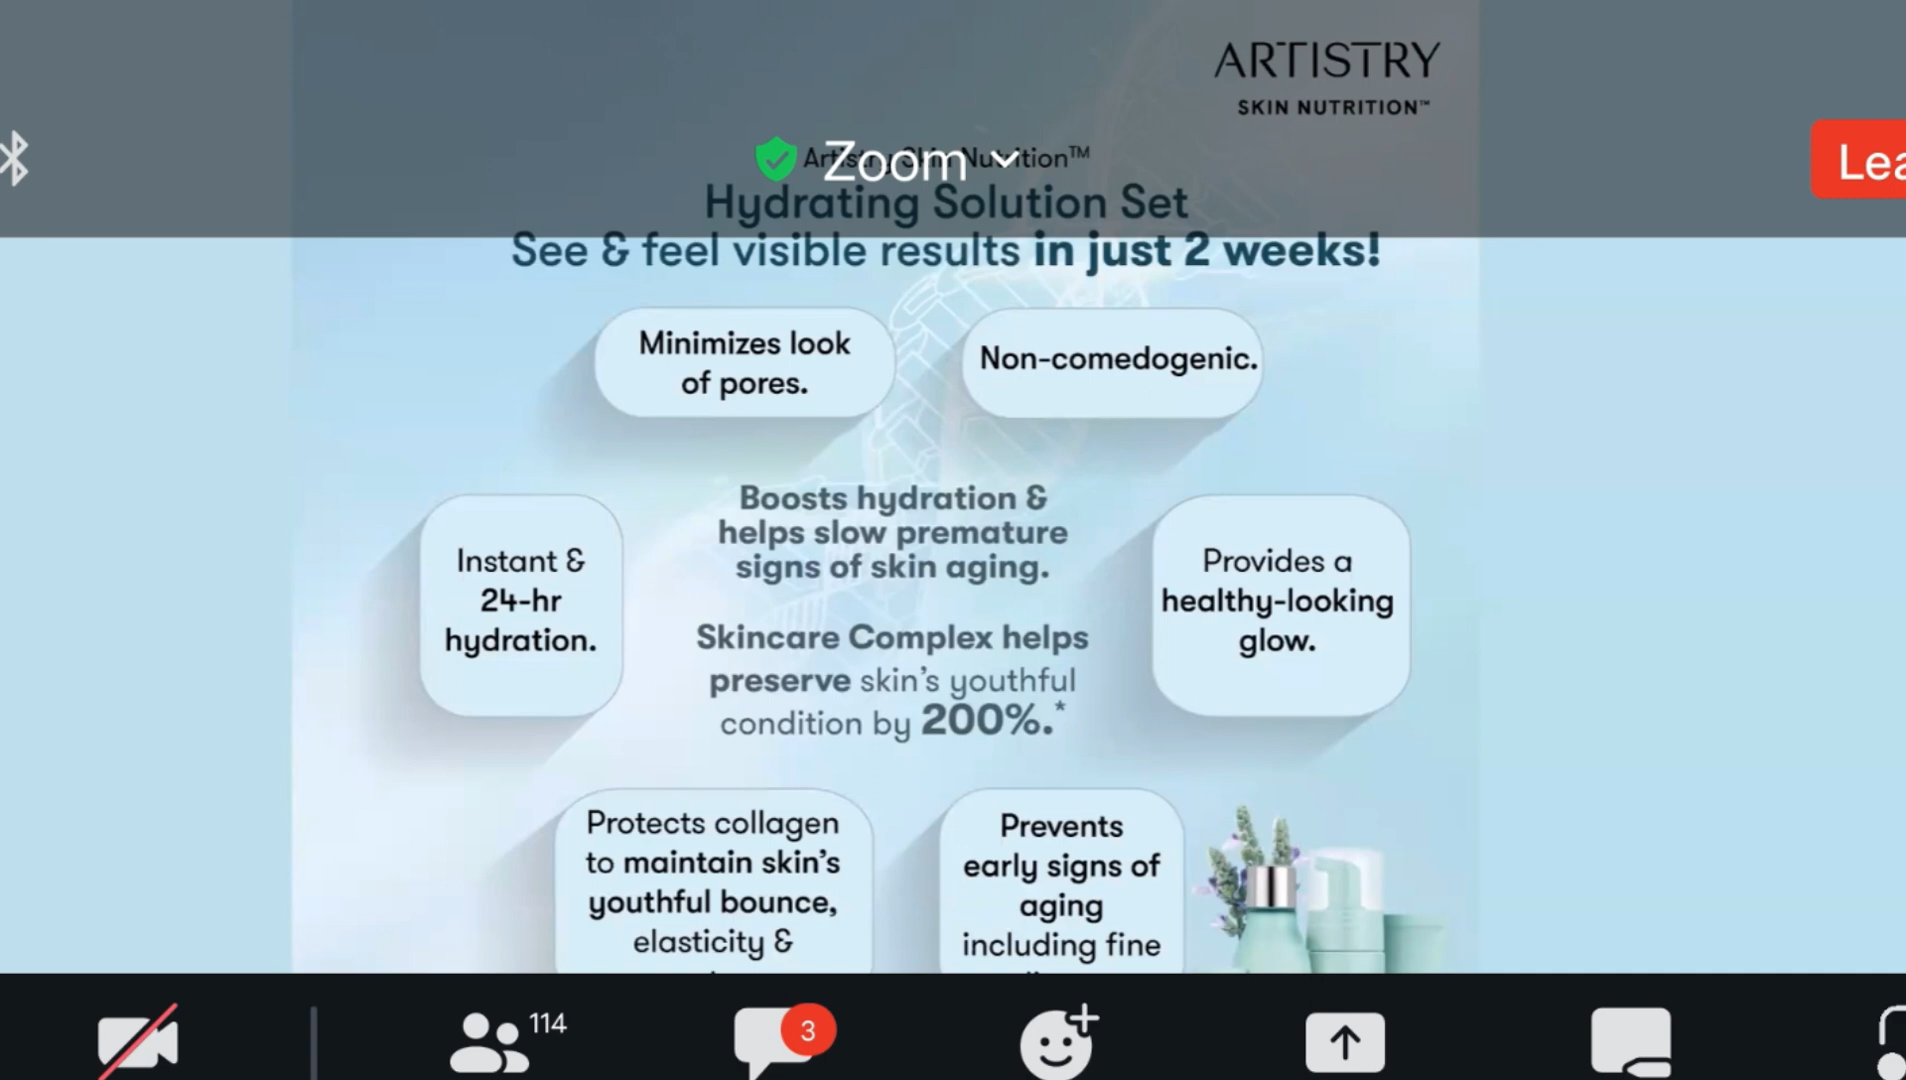 ARTISTRY
SKIN NUTRITION™
Artistry Skin Nutrition™
Zoom
Lea
Hydrating Solution Set
See & feel visible results in just 2 weeks!
Minimizes look
of pores.
Non-comedogenic.
Boosts hydration &
helps slow premature
signs of skin aging.
Instant &
24-hr
hydration.
Provides a
healthy-looking
glow.
Skincare Complex helps
preserve skin's youthful
condition by 200%.*
Protects collagen
to maintain skin's
youthful bounce,
elasticity &
Prevents
early signs of
aging
including fine
114
3